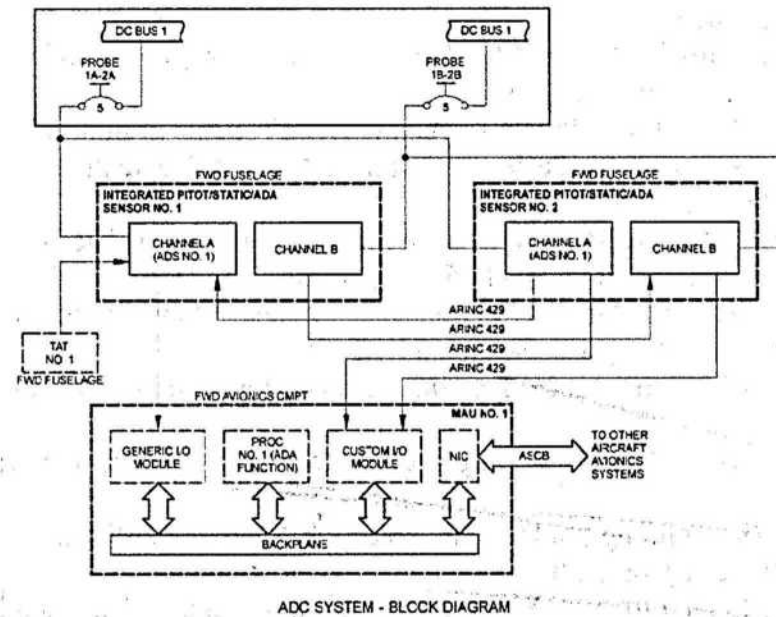 DC BUS 1
DC BUS 1
PROBE
1A-2A
PROBE
1B-2B
5
5
FWD FUSELAGE
FWD FUSELAGE
INTEGRATED PITOT/STATIC/ADA
SENSOR NO. 1
INTEGRATED PITOT/STATIC/ADA
SENSOR NO. 2
CHANNEL A
(ADS NO. 1)
CHANNEL B
CHANNEL A
(ADS NO. 1)
CHANNEL B
ARINC 429
ARINC 429
ARINC 429
ARINC 429
TAT
NO. 1
FWD FUSELAGE
FWD AVIONICS CMPT
MAU NO. 1
GENERIC I/O
MODULE
PROC
NO. 1 (ADA
FUNCTION)
CUSTOM I/O
MODULE
NIC
ASCB
TO OTHER
AIRCRAFT
AVIONICS
SYSTEMS
BACKPLANE
ADC SYSTEM - BLOCK DIAGRAM